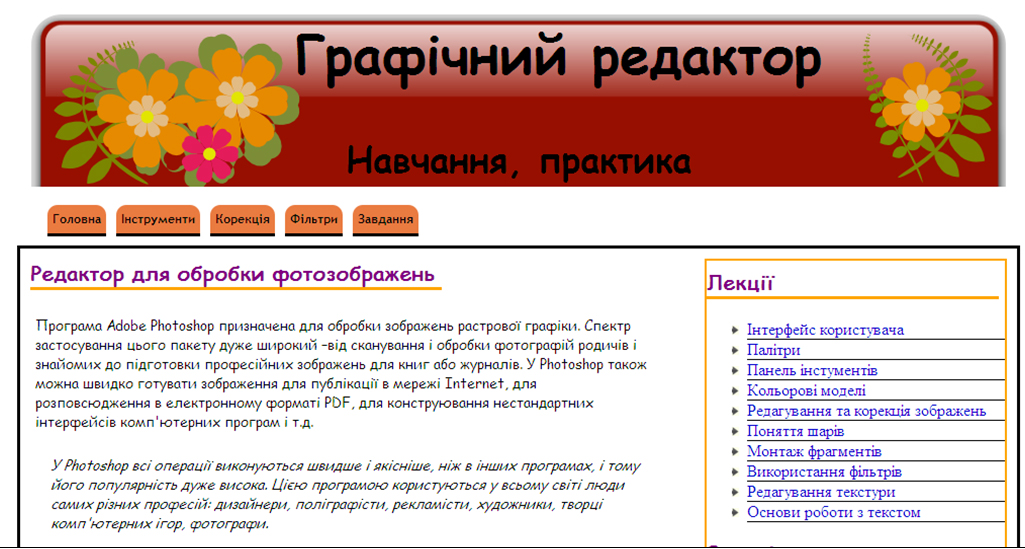 Графічний редактор
Навчання, практика
Головна Інструменти Корекція Фільтри Завдання
Редактор для обробки фотозображень
Програма Adobe Photoshop призначена для обробки зображень растрової графіки. Спектр
застосування цього пакету дуже широкий –від сканування і обробки фотографій родичів і
знайомих до підготовки професійних зображень для книг або журналів. У Photoshop також
можна швидко готувати зображення для публікації в мережі Internet, для
розповсюдження в електронному форматі PDF, для конструювання нестандартних
інтерфейсів комп'ютерних програм і т.д.
У Photoshop всі операції виконуються швидше і якісніше, ніж в інших програмах, і тому
його популярність дуже висока. Цією програмою користуються у всьому світі люди
самих різних професій: дизайнери, поліграфісти, рекламісти, художники, творці
комп'ютерних ігор, фотографи.
Лекції
Інтерфейс користувача
Палітри
Панель інстументів
Кольорові моделі
Редагування та корекція зображень
Поняття шарів
Монтаж фрагментів
Використання фільтрів
Редагування текстури
Основи роботи з текстом